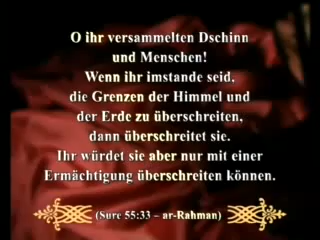 O ihr versammelten Dschinn
und Menschen!
Wenn ihr imstande seid,
die Grenzen der Himmel und
der Erde zu überschreiten,
dann überschreitet sie.
Ihr würdet sie aber nur mit einer
Ermächtigung überschreiten können.
(Sure 55:33 – ar-Rahman)